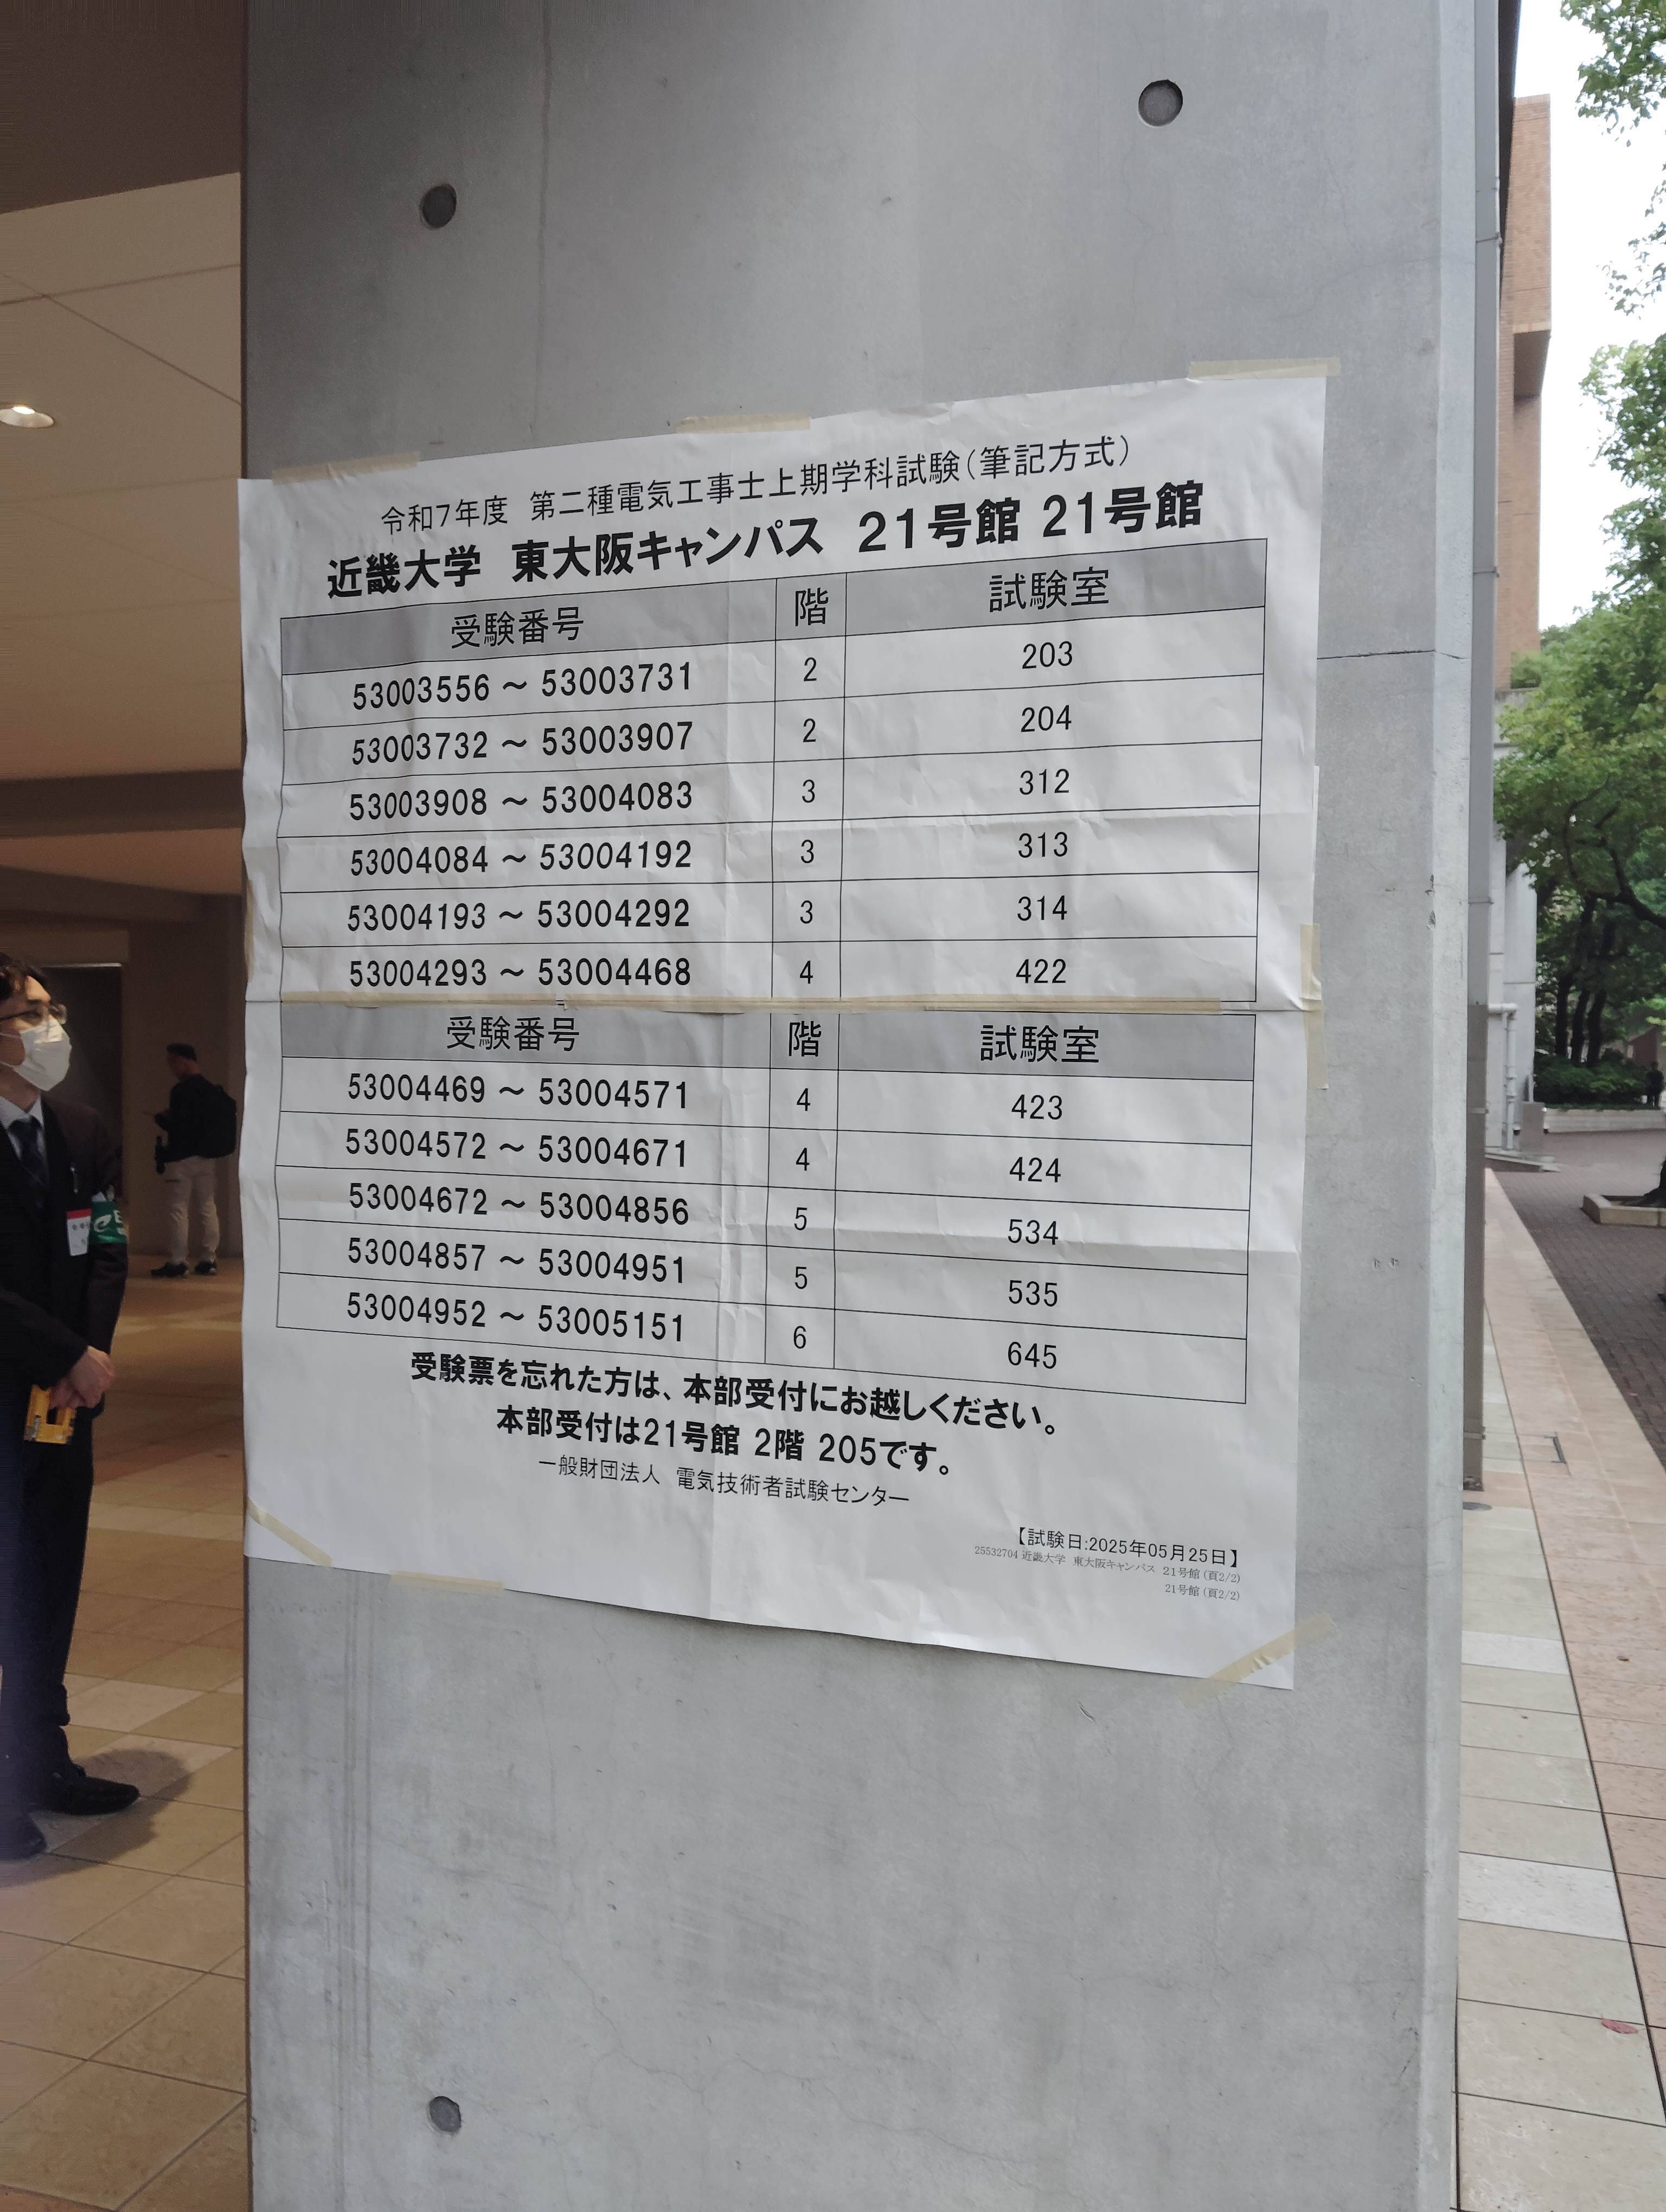 令和7年度 第二種電気工事士上期学科試験(筆記方式)
近畿大学 東大阪キャンパス 21号館 21号館
受験番号 階 試験室
53003556 ～ 53003731 2 203
53003732 ～ 53003907 2 204
53003908 ～ 53004083 3 312
53004084 ～ 53004192 3 313
53004193 ～ 53004292 3 314
53004293 ～ 53004468 4 422
受験番号 階 試験室
53004469 ～ 53004571 4 423
53004572 ～ 53004671 4 424
53004672 ～ 53004856 5 534
53004857 ～ 53004951 5 535
53004952 ～ 53005151 6 645
受験票を忘れた方は、本部受付にお越しください。
本部受付は21号館 2階 205です。
一般財団法人 電気技術者試験センター
【試験日:2025年05月25日】
25532704 近畿大学 東大阪キャンパス 21号館 (頁2/2)
21号館 (頁2/2)